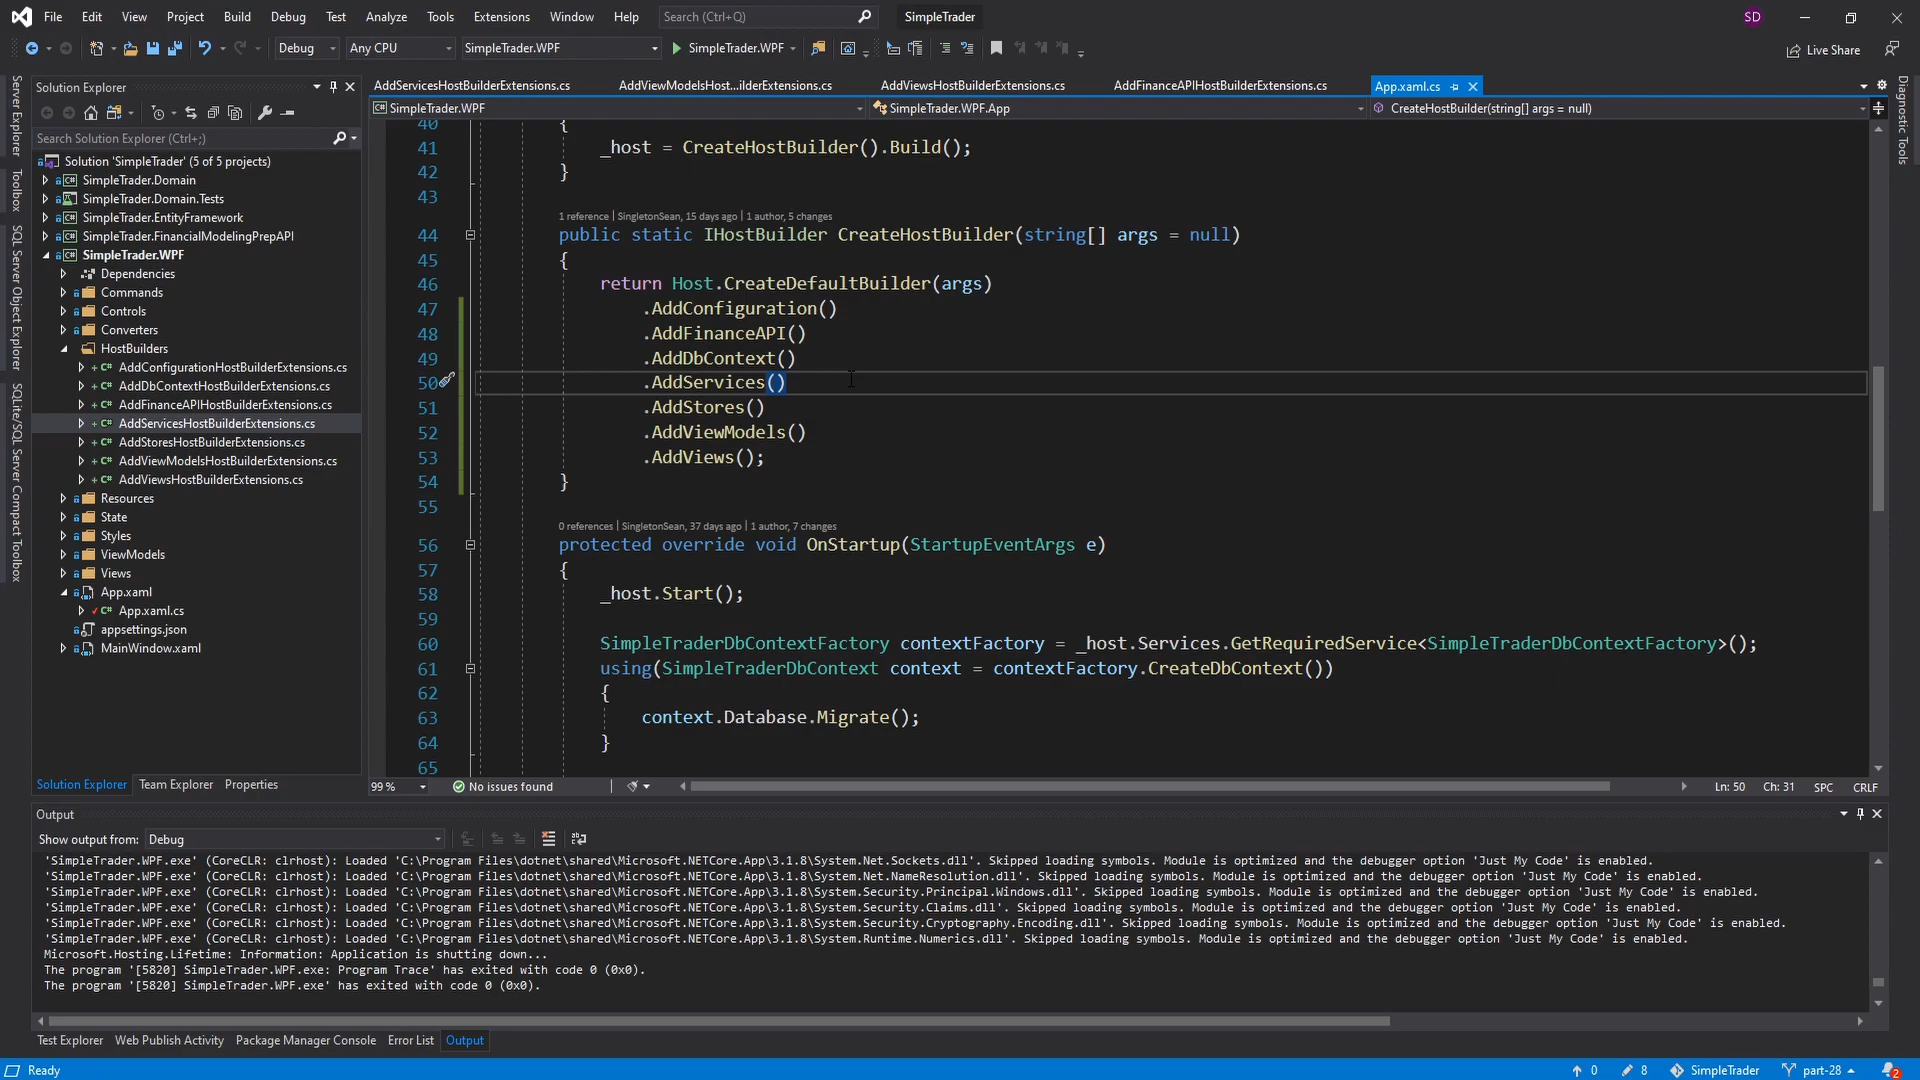 File Edit View Project Build Debug Test Analyze Tools Extensions Window Help Search (Ctrl+Q) SimpleTrader SD
Debug Any CPU SimpleTrader.WPF SimpleTrader.WPF Live Share
Server Explorer
Toolbox
SQL Server Object Explorer
SQLite/SQL Server Compact Toolbox
Solution Explorer
Search Solution Explorer (Ctrl+;)
Solution 'SimpleTrader' (5 of 5 projects)
SimpleTrader.Domain
SimpleTrader.Domain.Tests
SimpleTrader.EntityFramework
SimpleTrader.FinancialModelingPrepAPI
SimpleTrader.WPF
Dependencies
Commands
Controls
Converters
HostBuilders
AddConfigurationHostBuilderExtensions.cs
AddDbContextHostBuilderExtensions.cs
AddFinanceAPIHostBuilderExtensions.cs
AddServicesHostBuilderExtensions.cs
AddStoresHostBuilderExtensions.cs
AddViewModelsHostBuilderExtensions.cs
AddViewsHostBuilderExtensions.cs
Resources
State
Styles
ViewModels
Views
App.xaml
App.xaml.cs
appsettings.json
MainWindow.xaml
Solution Explorer Team Explorer Properties
AddServicesHostBuilderExtensions.cs AddViewModelsHost...ilderExtensions.cs AddViewsHostBuilderExtensions.cs AddFinanceAPIHostBuilderExtensions.cs App.xaml.cs
SimpleTrader.WPF SimpleTrader.WPF.App CreateHostBuilder(string[] args = null)
40 {
41 _host = CreateHostBuilder().Build();
42 }
43
1 reference | SingletonSean, 15 days ago | 1 author, 5 changes
44 public static IHostBuilder CreateHostBuilder(string[] args = null)
45 {
46 return Host.CreateDefaultBuilder(args)
47 .AddConfiguration()
48 .AddFinanceAPI()
49 .AddDbContext()
50 .AddServices()
51 .AddStores()
52 .AddViewModels()
53 .AddViews();
54 }
55
0 references | SingletonSean, 37 days ago | 1 author, 7 changes
56 protected override void OnStartup(StartupEventArgs e)
57 {
58 _host.Start();
59
60 SimpleTraderDbContextFactory contextFactory = _host.Services.GetRequiredService<SimpleTraderDbContextFactory>();
61 using(SimpleTraderDbContext context = contextFactory.CreateDbContext())
62 {
63 context.Database.Migrate();
64 }
65
99 % No issues found Ln: 50 Ch: 31 SPC CRLF
Diagnostic Tools
Output
Show output from: Debug
'SimpleTrader.WPF.exe' (CoreCLR: clrhost): Loaded 'C:\Program Files\dotnet\shared\Microsoft.NETCore.App\3.1.8\System.Net.Sockets.dll'. Skipped loading symbols. Module is optimized and the debugger option 'Just My Code' is enabled.
'SimpleTrader.WPF.exe' (CoreCLR: clrhost): Loaded 'C:\Program Files\dotnet\shared\Microsoft.NETCore.App\3.1.8\System.Net.NameResolution.dll'. Skipped loading symbols. Module is optimized and the debugger option 'Just My Code' is enabled.
'SimpleTrader.WPF.exe' (CoreCLR: clrhost): Loaded 'C:\Program Files\dotnet\shared\Microsoft.NETCore.App\3.1.8\System.Security.Principal.Windows.dll'. Skipped loading symbols. Module is optimized and the debugger option 'Just My Code' is enabled.
'SimpleTrader.WPF.exe' (CoreCLR: clrhost): Loaded 'C:\Program Files\dotnet\shared\Microsoft.NETCore.App\3.1.8\System.Security.Claims.dll'. Skipped loading symbols. Module is optimized and the debugger option 'Just My Code' is enabled.
'SimpleTrader.WPF.exe' (CoreCLR: clrhost): Loaded 'C:\Program Files\dotnet\shared\Microsoft.NETCore.App\3.1.8\System.Security.Cryptography.Encoding.dll'. Skipped loading symbols. Module is optimized and the debugger option 'Just My Code' is enabled.
'SimpleTrader.WPF.exe' (CoreCLR: clrhost): Loaded 'C:\Program Files\dotnet\shared\Microsoft.NETCore.App\3.1.8\System.Runtime.Numerics.dll'. Skipped loading symbols. Module is optimized and the debugger option 'Just My Code' is enabled.
Microsoft.Hosting.Lifetime: Information: Application is shutting down...
The program '[5820] SimpleTrader.WPF.exe: Program Trace' has exited with code 0 (0x0).
The program '[5820] SimpleTrader.WPF.exe' has exited with code 0 (0x0).
Test Explorer Web Publish Activity Package Manager Console Error List Output
Ready 0 8 SimpleTrader part-28 2